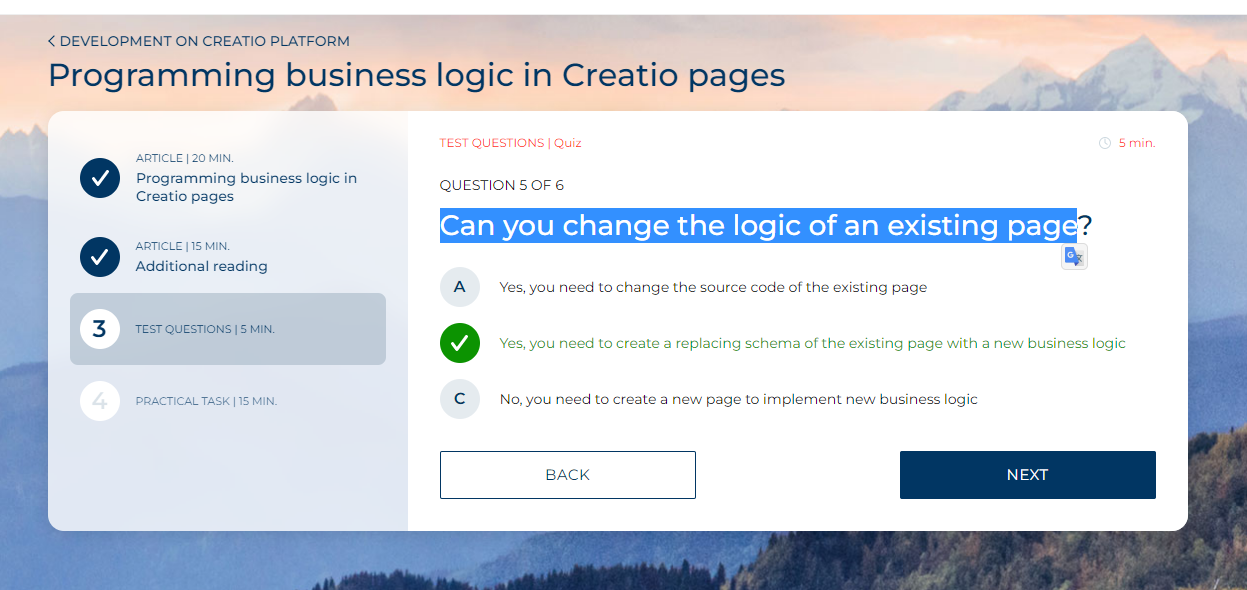 < DEVELOPMENT ON CREATIO PLATFORM
Programming business logic in Creatio pages
ARTICLE | 20 MIN.
Programming business logic in
Creatio pages
ARTICLE | 15 MIN.
Additional reading
3
TEST QUESTIONS | 5 MIN.
4
PRACTICAL TASK | 15 MIN.
TEST QUESTIONS | Quiz
5 min.
QUESTION 5 OF 6
Can you change the logic of an existing page?
G
A
Yes, you need to change the source code of the existing page
Yes, you need to create a replacing schema of the existing page with a new business logic
C
No, you need to create a new page to implement new business logic
BACK
NEXT